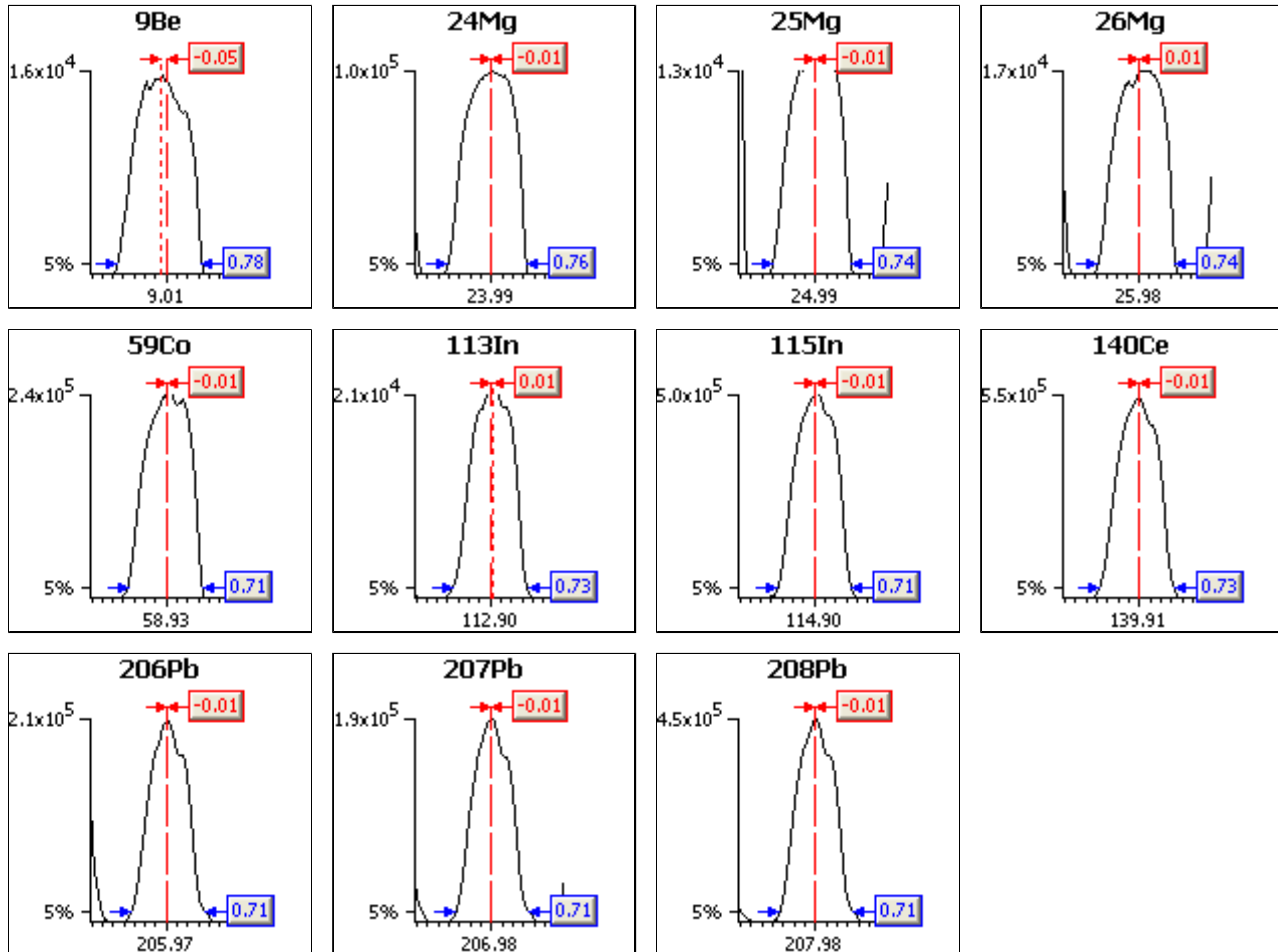 9Be
-0.05
1.6x10^4
5%
0.78
9.01
24Mg
-0.01
1.0x10^5
5%
0.76
23.99
25Mg
-0.01
1.3x10^4
5%
0.74
24.99
26Mg
0.01
1.7x10^4
5%
0.74
25.98
59Co
-0.01
2.4x10^5
5%
0.71
58.93
113In
0.01
2.1x10^4
5%
0.73
112.90
115In
-0.01
5.0x10^5
5%
0.71
114.90
140Ce
-0.01
5.5x10^5
5%
0.73
139.91
206Pb
-0.01
2.1x10^5
5%
0.71
205.97
207Pb
-0.01
1.9x10^5
5%
0.71
206.98
208Pb
-0.01
4.5x10^5
5%
0.71
207.98